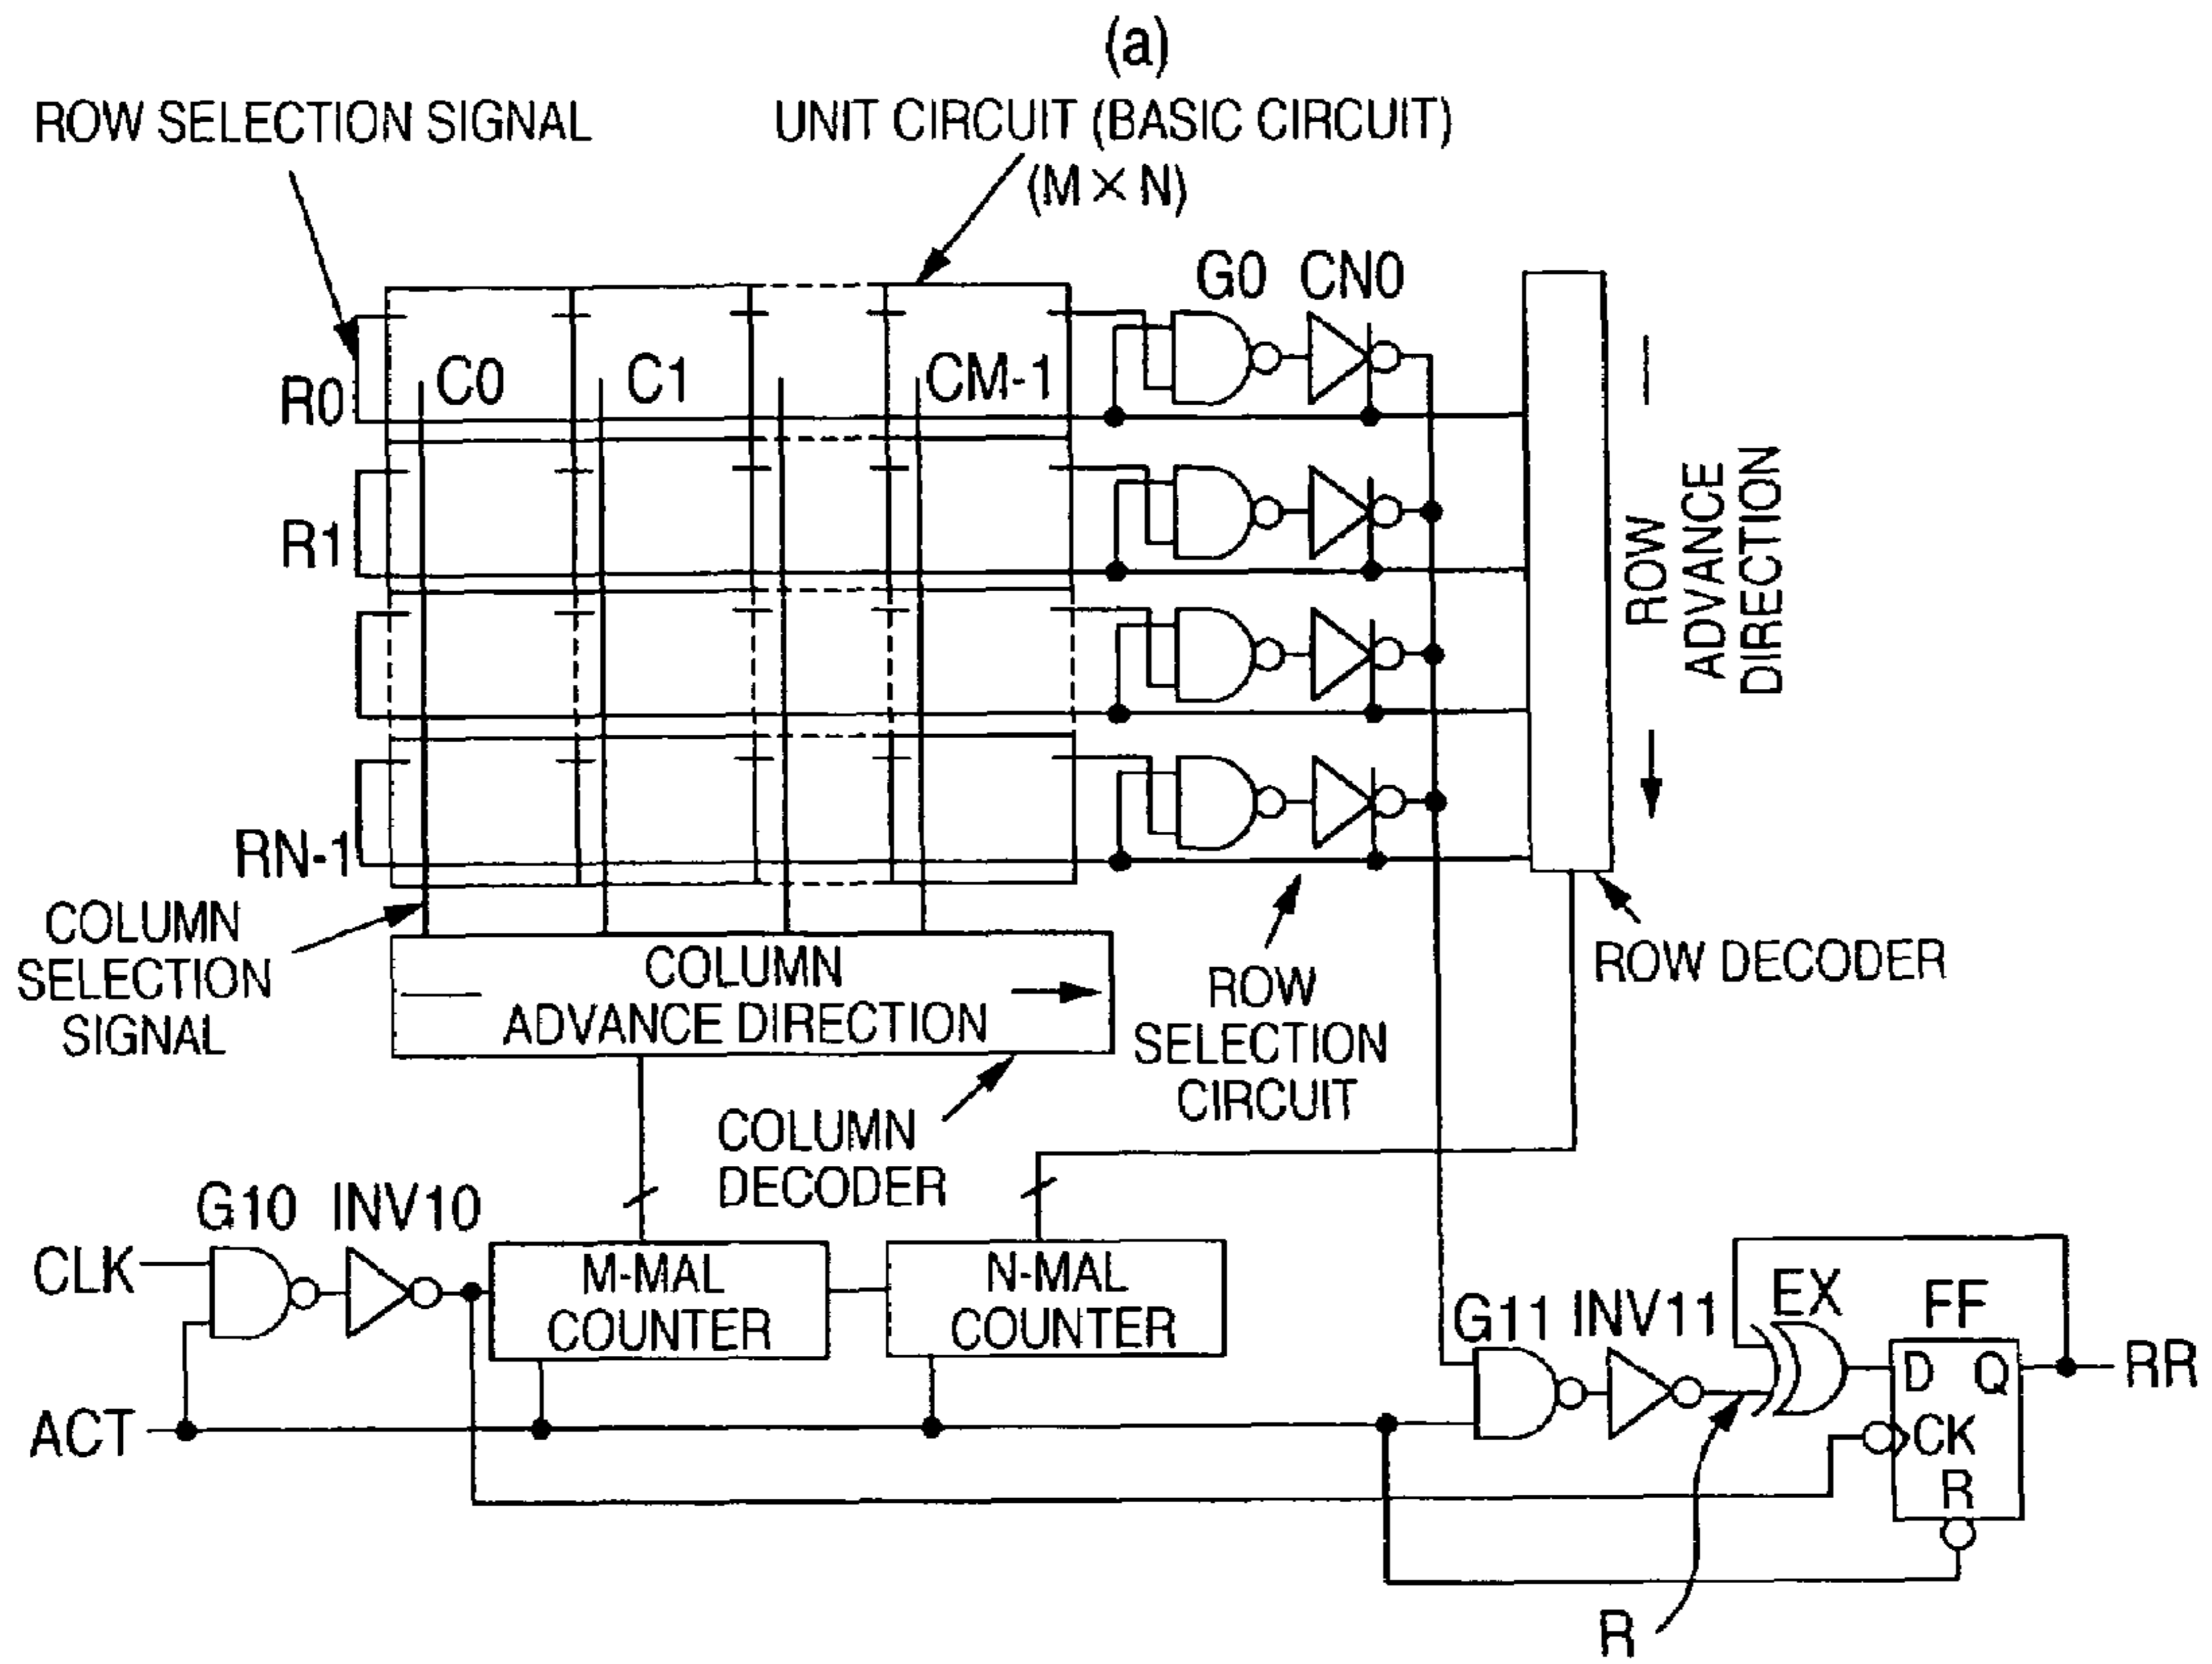 (a)
ROW SELECTION SIGNAL
UNIT CIRCUIT (BASIC CIRCUIT)
(M × N)
G0 CN0
R0
C0
C1
CM-1
R1
RN-1
ROW
ADVANCE
DIRECTION
COLUMN
SELECTION
SIGNAL
COLUMN
ADVANCE DIRECTION
ROW
SELECTION
CIRCUIT
ROW DECODER
COLUMN
DECODER
G10 INV10
CLK
M-MAL
COUNTER
N-MAL
COUNTER
ACT
G11 INV11
EX
FF
D Q
CK
R
RR
R